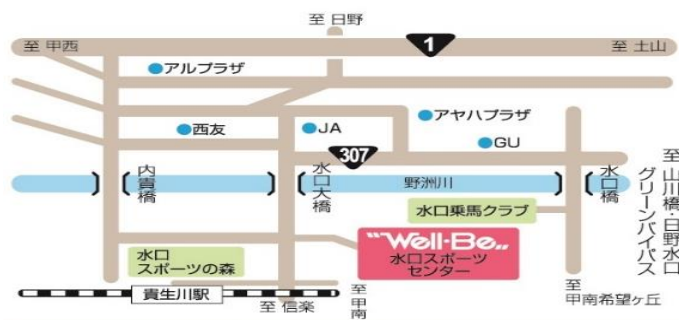 至 日野
至 甲西
1
至 土山
アルプラザ
アヤハプラザ
西友
JA
GU
307
内貴橋
水口大橋
野洲川
水口橋
至 山川橋・日野水口
グリーンバイパス
水口乗馬クラブ
"Well-Be"
水口スポーツ
センター
水口
スポーツの森
貴生川駅
至 信楽
至 甲南
至
甲南希望ヶ丘